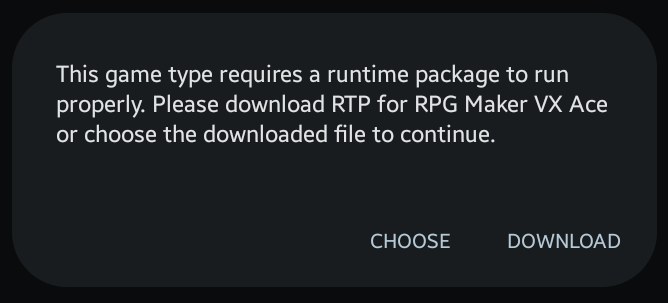 This game type requires a runtime package to run
properly. Please download RTP for RPG Maker VX Ace
or choose the downloaded file to continue.
CHOOSE DOWNLOAD